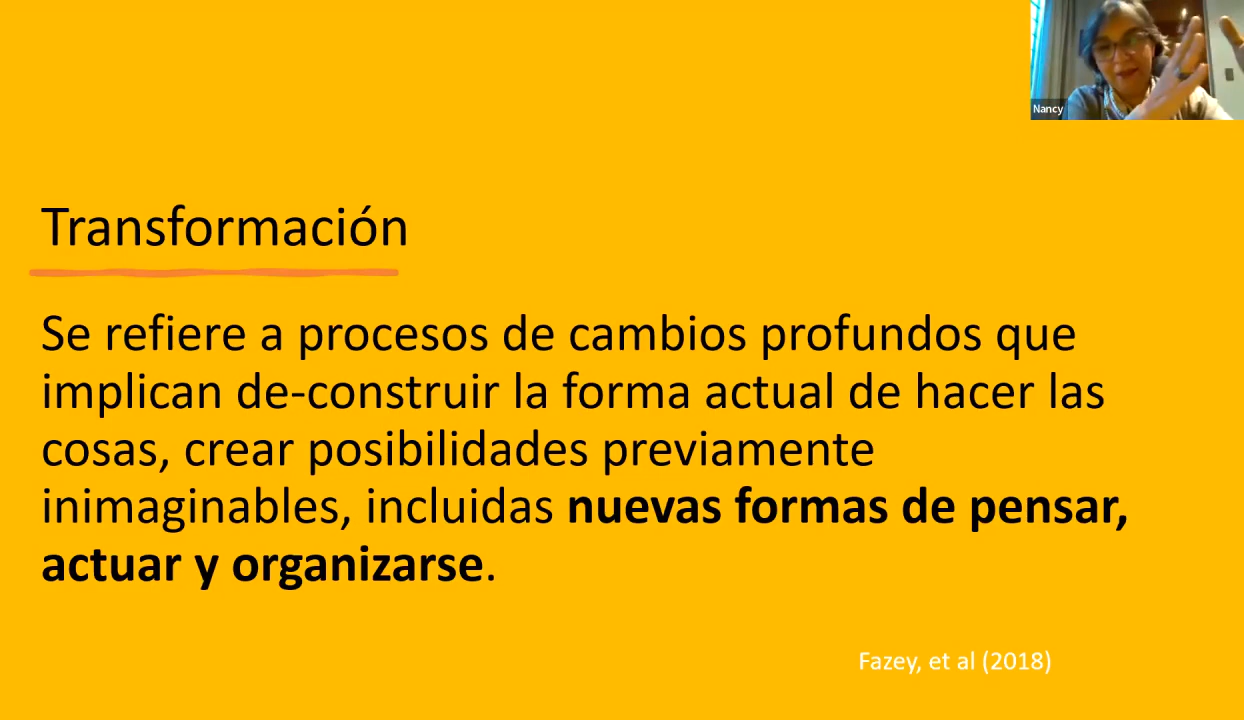 Nancy
Transformación
Se refiere a procesos de cambios profundos que
implican de-construir la forma actual de hacer las
cosas, crear posibilidades previamente
inimaginables, incluidas nuevas formas de pensar,
actuar y organizarse.
Fazey, et al (2018)